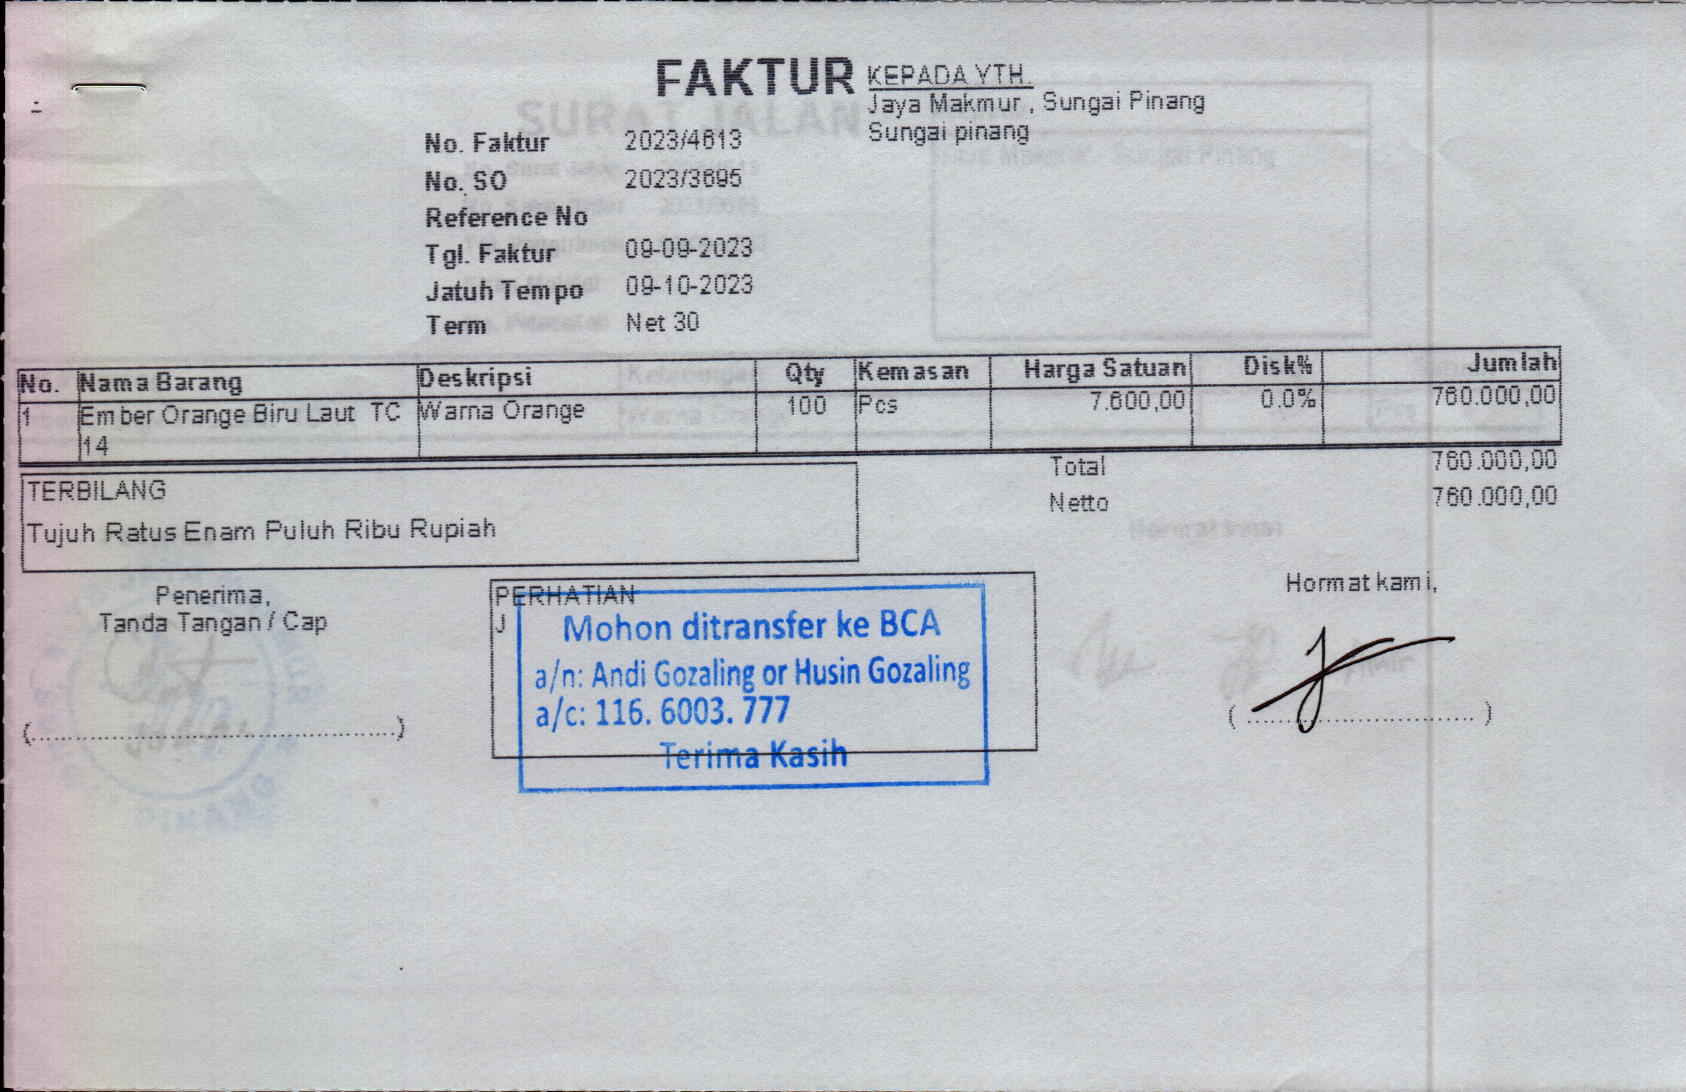 FAKTUR
KEPADA YTH.
Jaya Makmur , Sungai Pinang
Sungai pinang
No. Faktur 2023/4613
No. SO 2023/3695
Reference No
Tgl. Faktur 09-09-2023
Jatuh Tempo 09-10-2023
Term Net 30
No. Nama Barang Deskripsi Qty Kemasan Harga Satuan Disk% Jumlah
1 Ember Orange Biru Laut TC Warna Orange 100 Pcs 7.600,00 0.0% 760.000,00
14
Total 760.000,00
Netto 760.000,00
TERBILANG
Tujuh Ratus Enam Puluh Ribu Rupiah
Penerima,
Tanda Tangan / Cap
(................................................)
PERHATIAN
J
Mohon ditransfer ke BCA
a/n: Andi Gozaling or Husin Gozaling
a/c: 116. 6003. 777
Terima Kasih
Hormat kami,
( .............................. )
SURAT JALAN